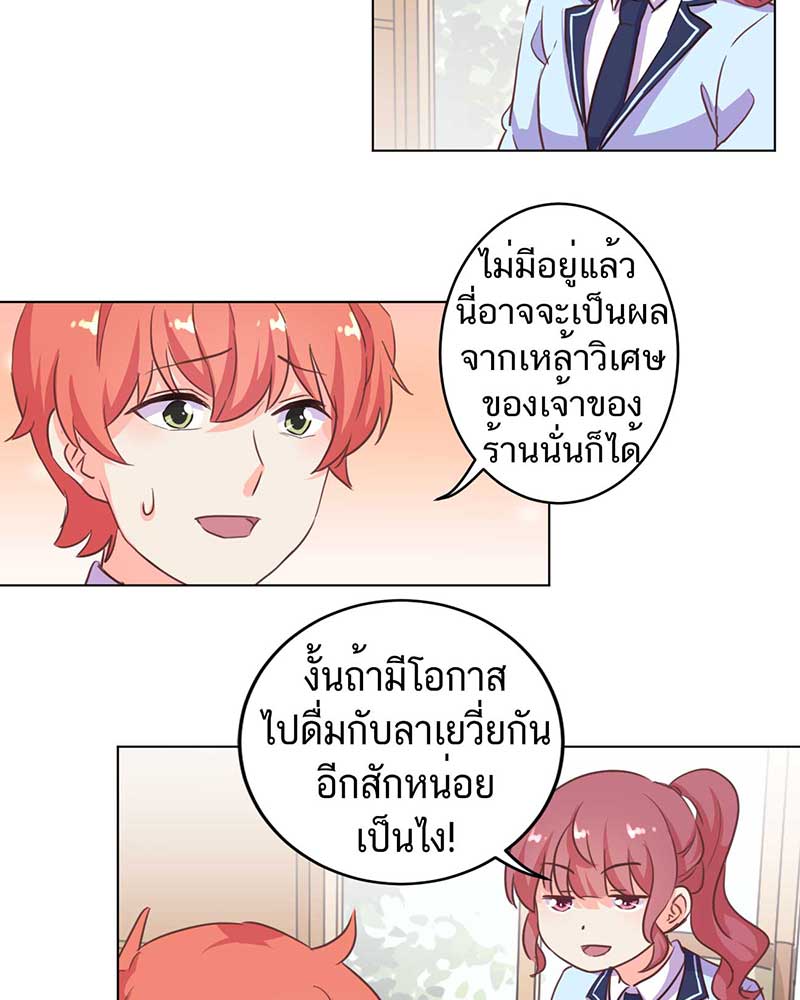 ไม่มีอยู่แล้ว
นี่อาจจะเป็นผล
จากเหล้าวิเศษ
ของเจ้าของ
ร้านนั่นก็ได้
งั้นถ้ามีโอกาส
ไปดื่มกับลาเยวี่ยกัน
อีกสักหน่อย
เป็นไง!